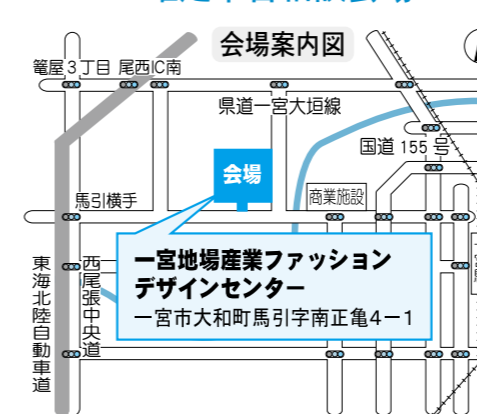 会場案内図
篭屋3丁目 尾西IC南
県道一宮大垣線
国道 155 号
会場
商業施設
馬引横手
一宮地場産業ファッション
デザインセンター
一宮市大和町馬引字南正亀4－1
東海北陸自動車道
西尾張中央道